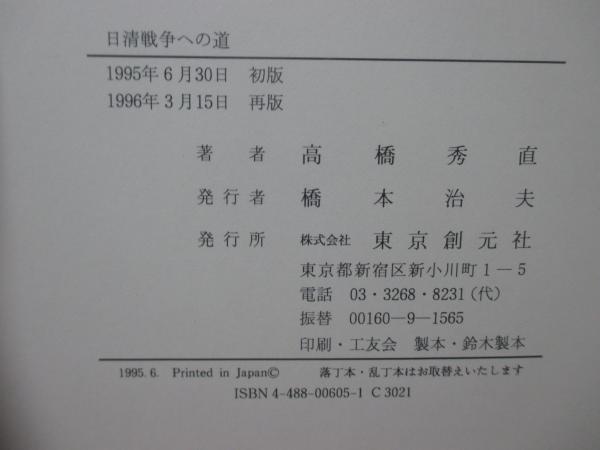 日清戦争への道
1995年6月30日　初版
1996年3月15日　再版
著者　高橋秀直
発行者　橋本治夫
発行所　株式会社　東京創元社
東京都新宿区新小川町1−5
電話　03・3268・8231(代)
振替　00160―9―1565
印刷・工友会　製本・鈴木製本
1995. 6.　Printed in Japan©　落丁本・乱丁本はお取替えいたします
ISBN 4-488-00605-1 C 3021